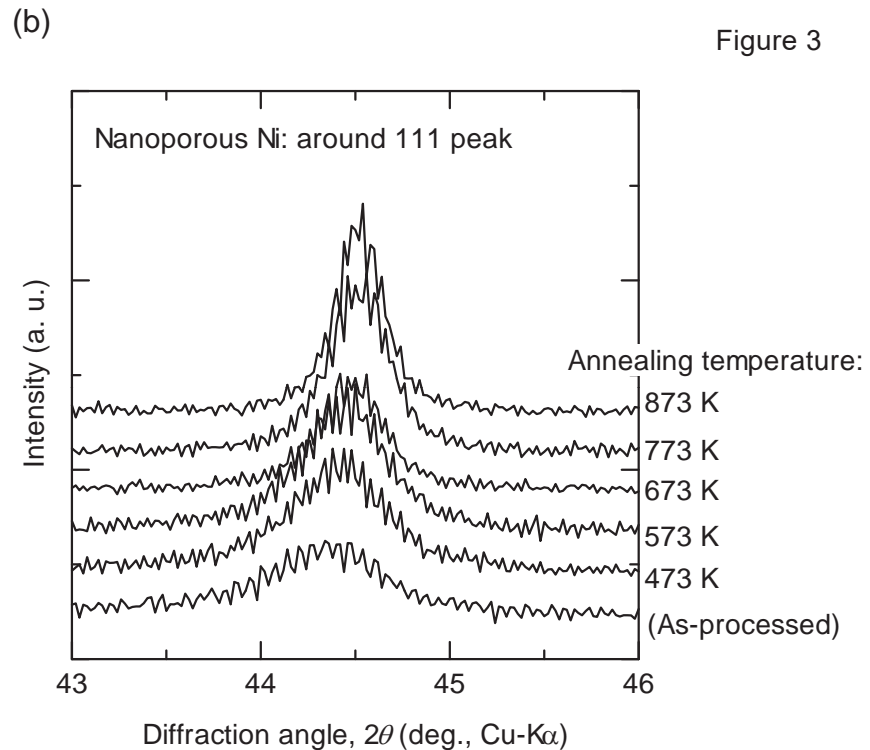 (b)
Figure 3
Nanoporous Ni: around 111 peak
Intensity (a. u.)
Annealing temperature:
873 K
773 K
673 K
573 K
473 K
(As-processed)
43 44 45 46
Diffraction angle, 2θ (deg., Cu-Kα)